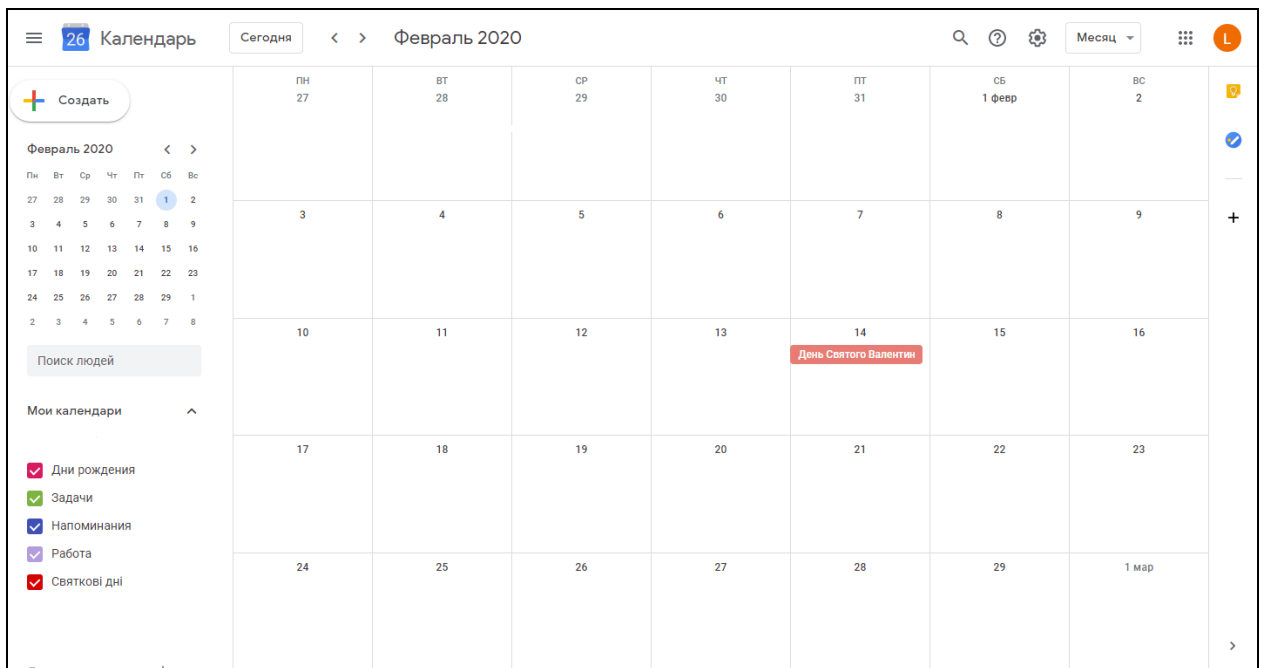 26 Календарь
Сегодня
Февраль 2020
Месяц
L
Создать
Февраль 2020
Пн Вт Ср Чт Пт Сб Вс
27 28 29 30 31 1 2
3 4 5 6 7 8 9
10 11 12 13 14 15 16
17 18 19 20 21 22 23
24 25 26 27 28 29 1
2 3 4 5 6 7 8
Поиск людей
Мои календари
Дни рождения
Задачи
Напоминания
Работа
Святкові дні
ПН ВТ СР ЧТ ПТ СБ ВС
27 28 29 30 31 1 февр 2
3 4 5 6 7 8 9
10 11 12 13 14 15 16
День Святого Валентин
17 18 19 20 21 22 23
24 25 26 27 28 29 1 мар